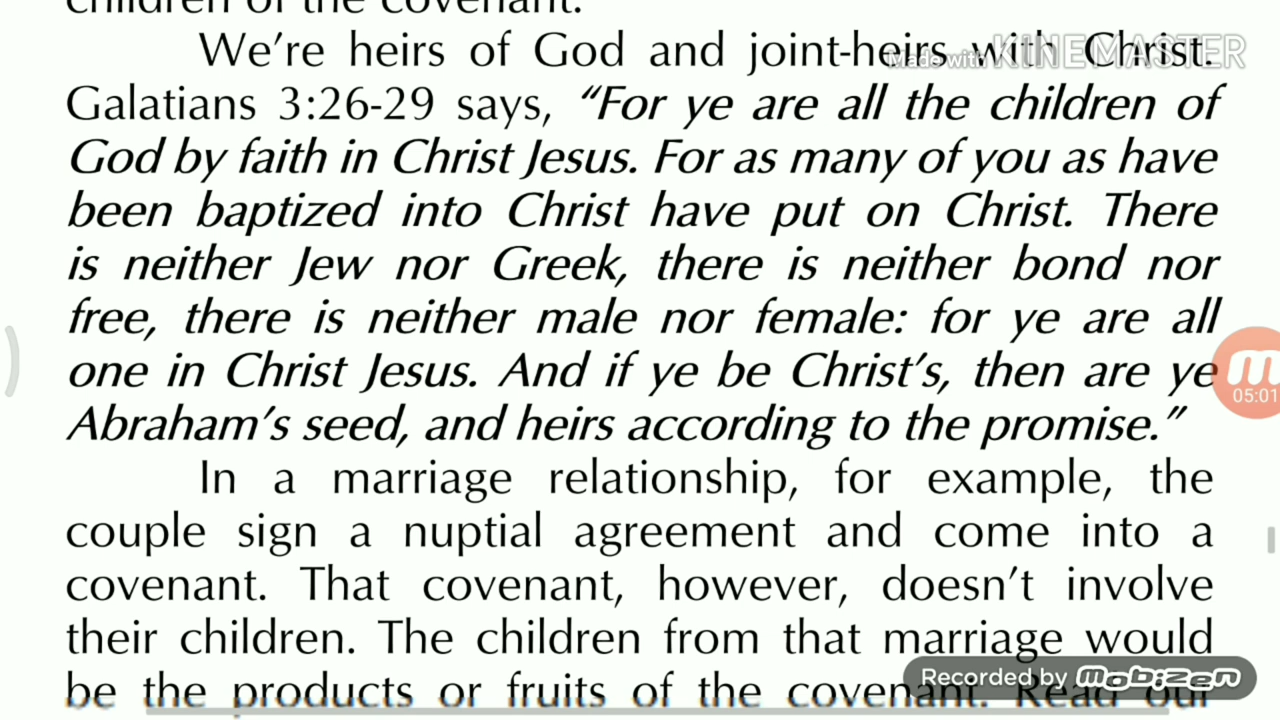 children of the covenant.
We're heirs of God and joint-heirs with Christ.
Made with KINEMASTER
Galatians 3:26-29 says, “For ye are all the children of
God by faith in Christ Jesus. For as many of you as have
been baptized into Christ have put on Christ. There
is neither Jew nor Greek, there is neither bond nor
free, there is neither male nor female: for ye are all
one in Christ Jesus. And if ye be Christ’s, then are ye
05:01
Abraham’s seed, and heirs according to the promise.”
In a marriage relationship, for example, the
couple sign a nuptial agreement and come into a
covenant. That covenant, however, doesn’t involve
their children. The children from that marriage would
be the products or fruits of the covenant. Read our
Recorded by mobizen